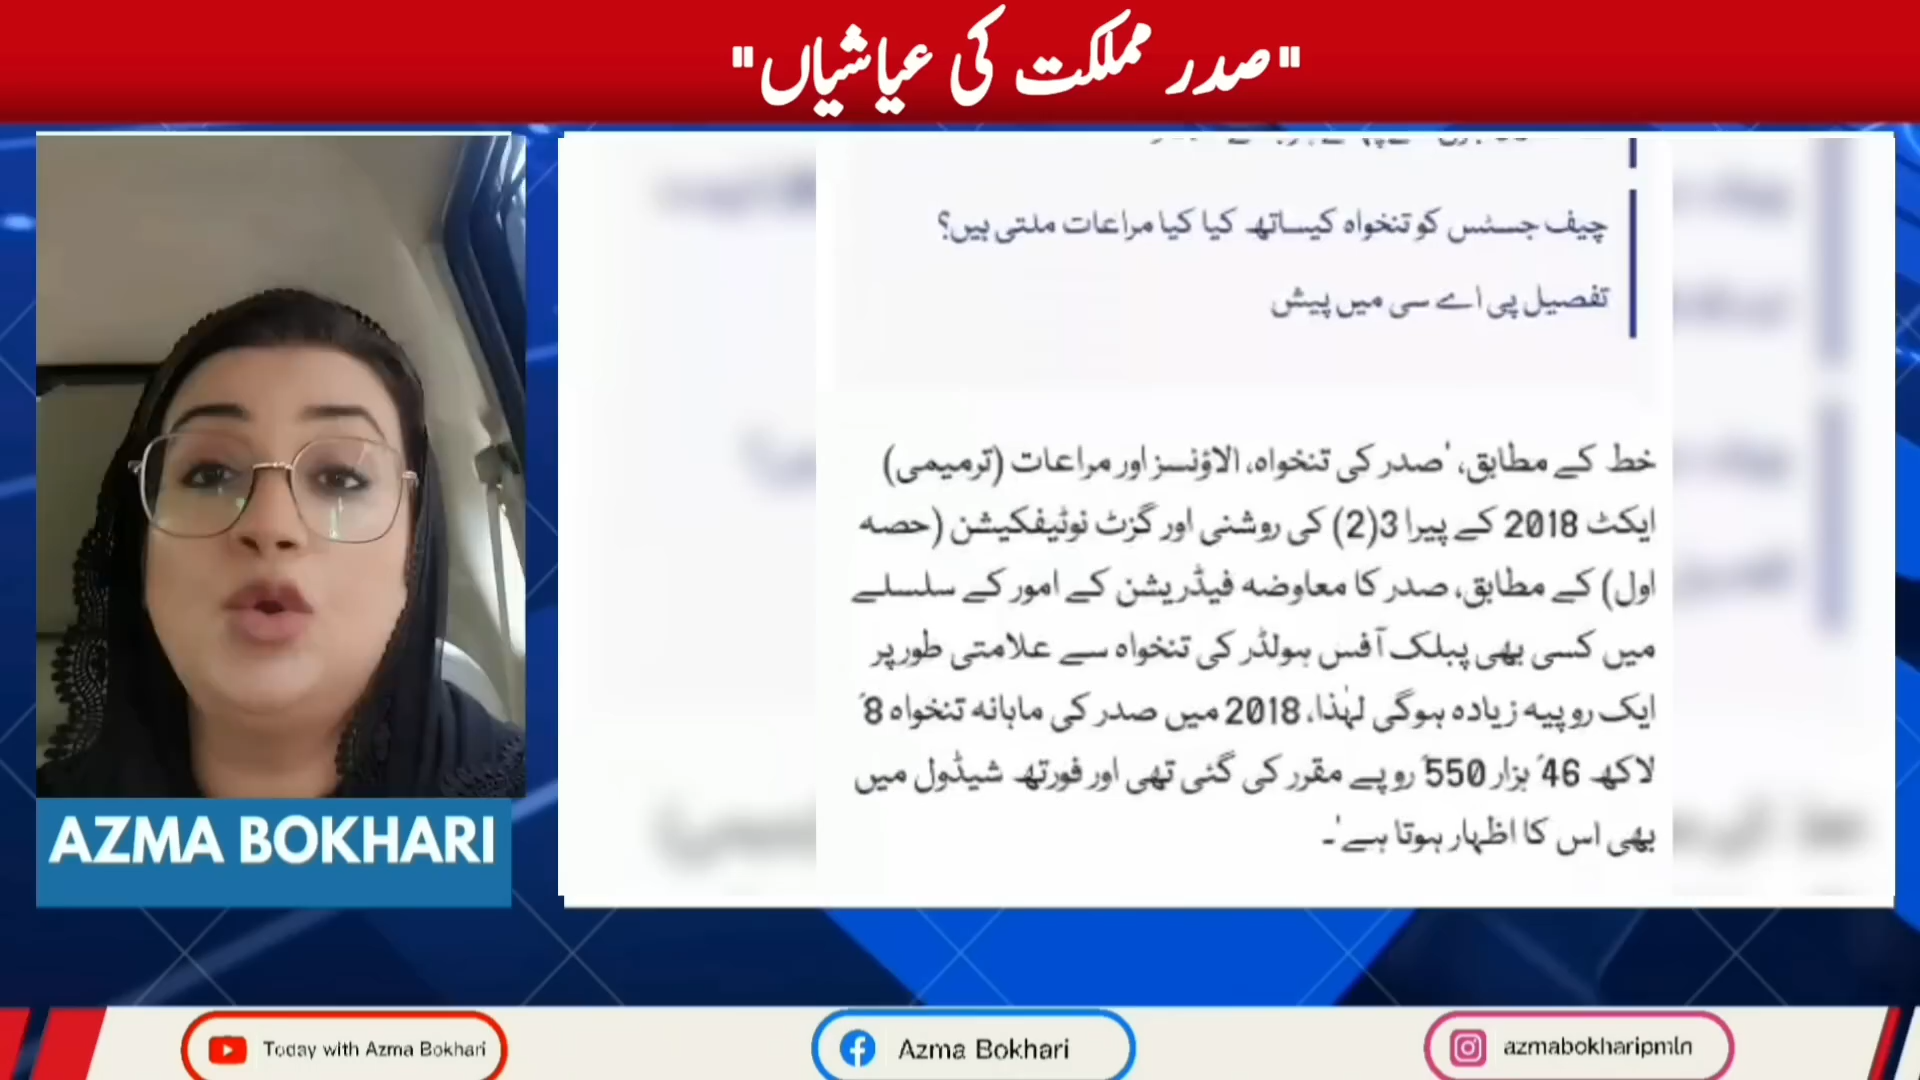 "صدر مملکت کی عیاشیاں"
چیف جسٹس کو تنخواہ کیساتھ کیا کیا مراعات ملتی ہیں؟
تفصیل پی اے سی میں پیش
خط کے مطابق، 'صدر کی تنخواہ، الاؤنسز اور مراعات (ترمیمی)
ایکٹ 2018 کے پیرا 3(2) کی روشنی اور گزٹ نوٹیفکیشن (حصہ
اول) کے مطابق، صدر کا معاوضہ فیڈریشن کے امور کے سلسلے
میں کسی بھی پبلک آفس ہولڈر کی تنخواہ سے علامتی طور پر
ایک روپیہ زیادہ ہوگی لہٰذا، 2018 میں صدر کی ماہانہ تنخواہ 8
لاکھ 46 ہزار 550 روپے مقرر کی گئی تھی اور فورتھ شیڈول میں
بھی اس کا اظہار ہوتا ہے'۔
AZMA BOKHARI
Today with Azma Bokhari
Azma Bokhari
azmabokharipmln